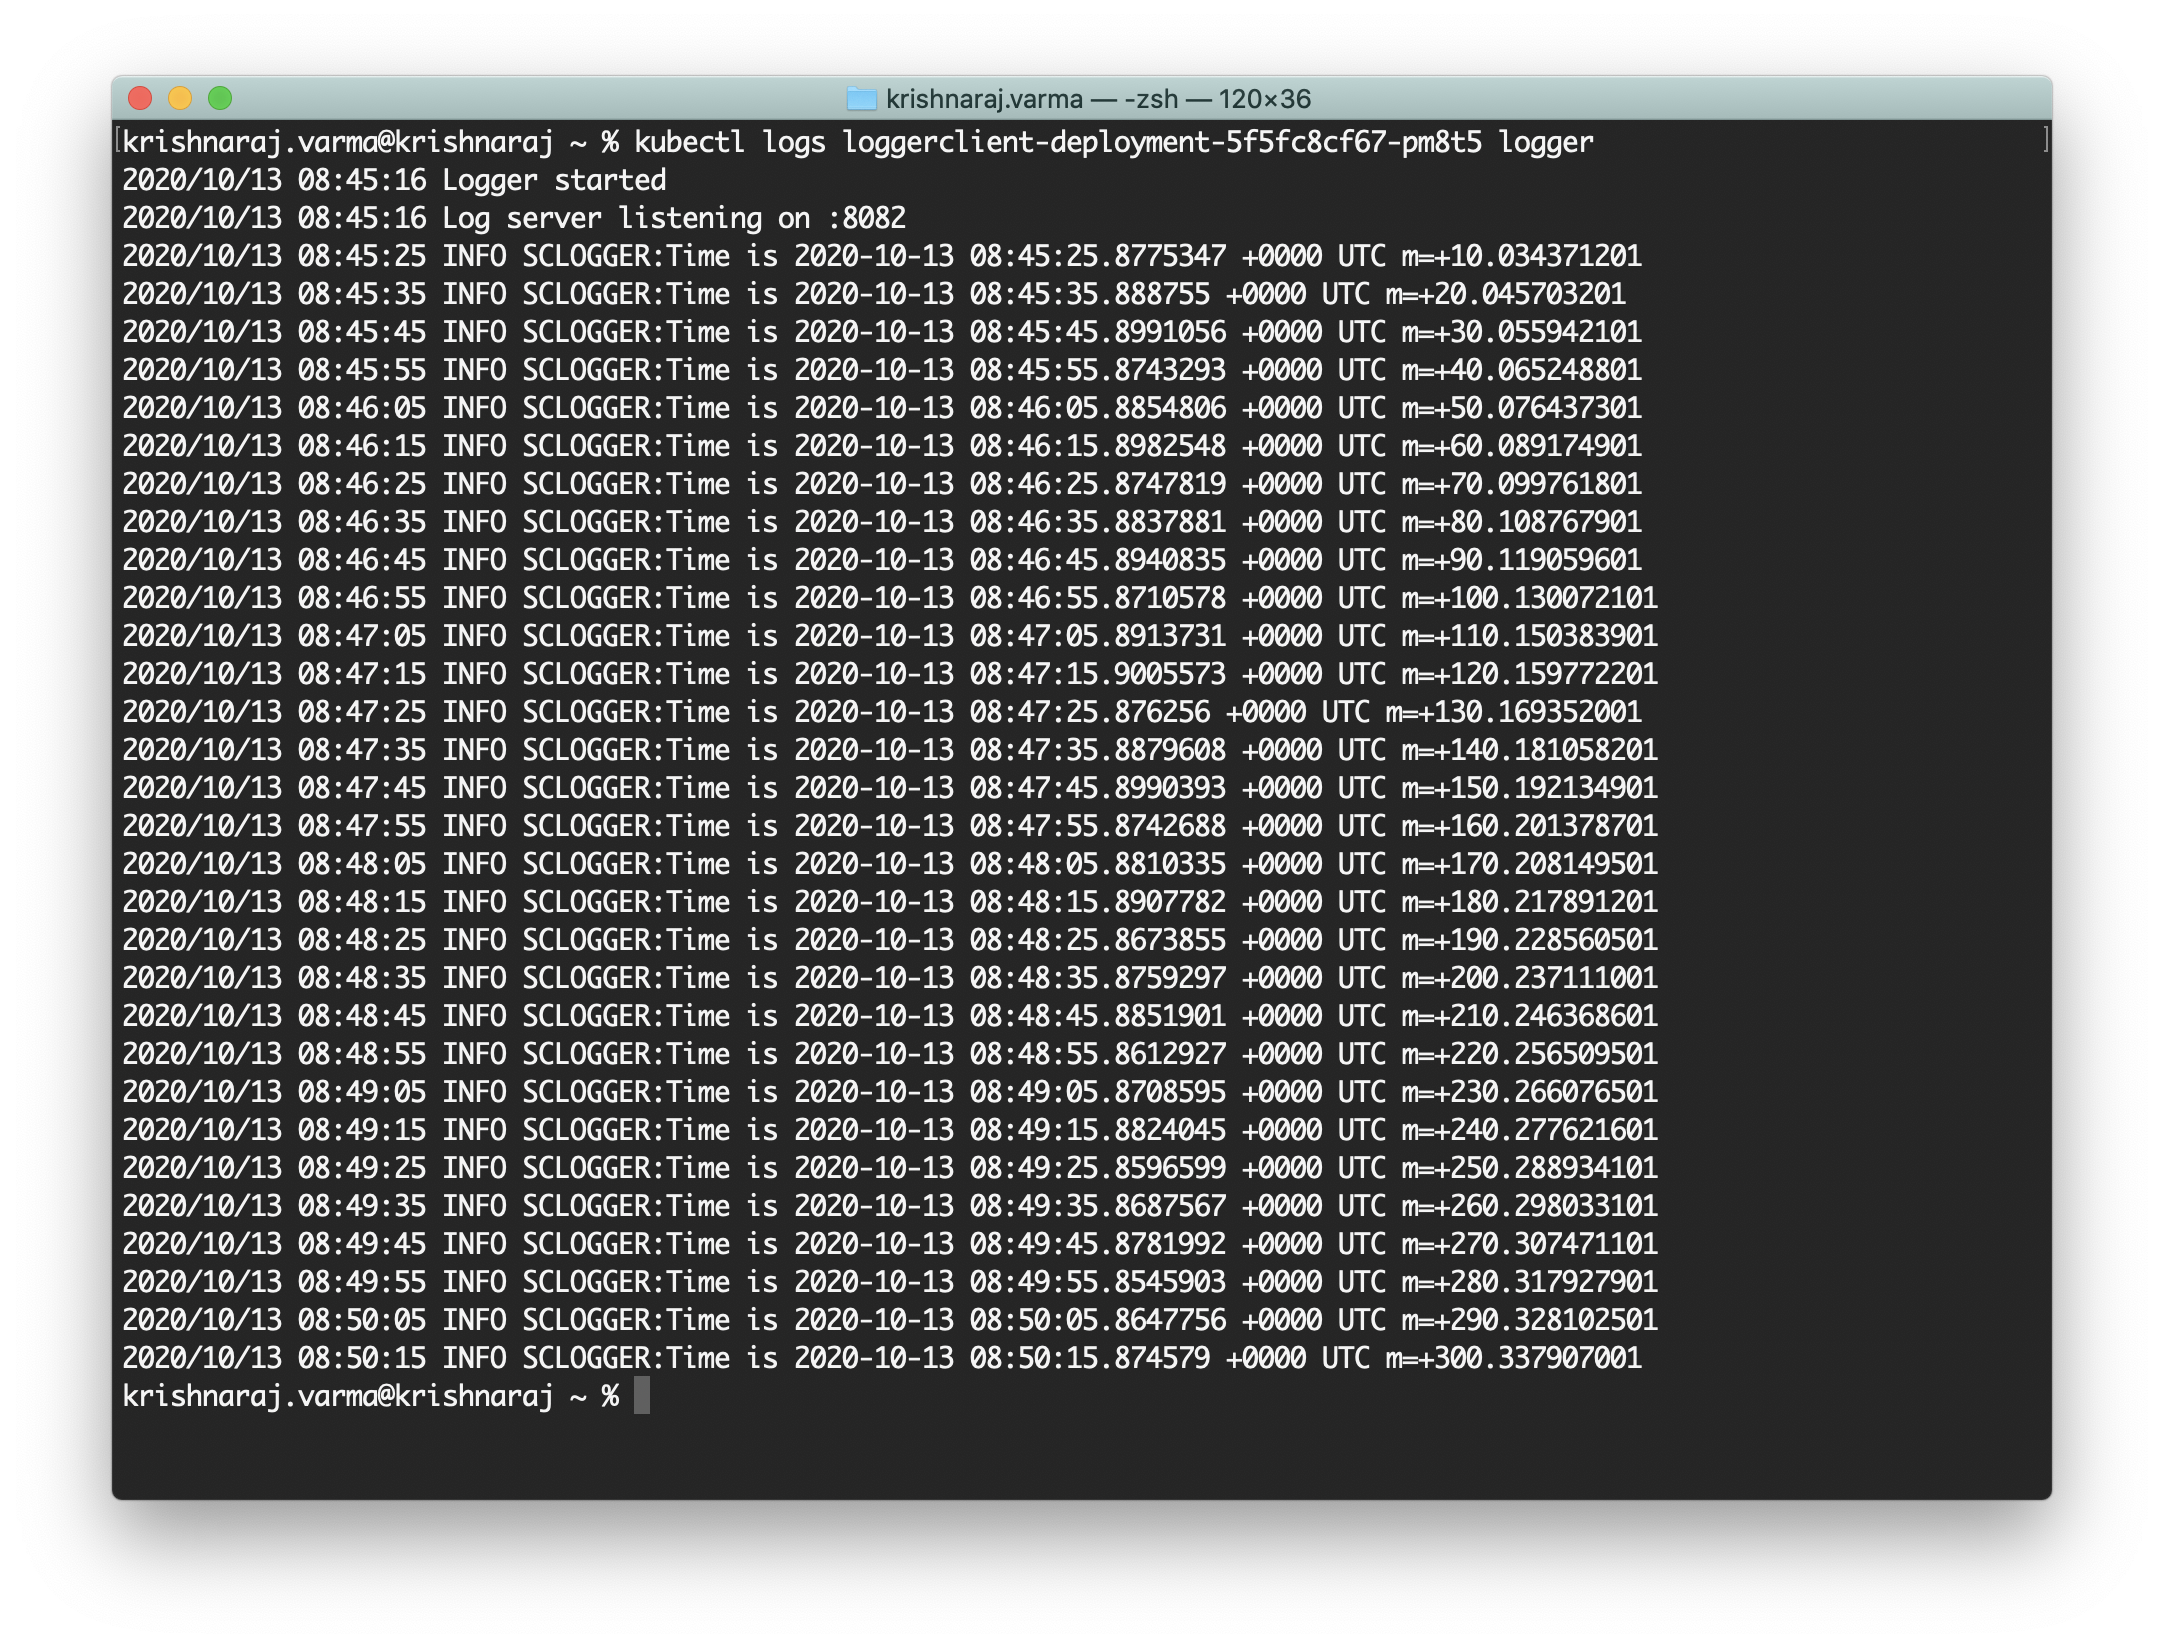 krishnaraj.varma — -zsh — 120×36
krishnaraj.varma@krishnaraj ~ % kubectl logs loggerclient-deployment-5f5fc8cf67-pm8t5 logger
2020/10/13 08:45:16 Logger started
2020/10/13 08:45:16 Log server listening on :8082
2020/10/13 08:45:25 INFO SCLOGGER:Time is 2020-10-13 08:45:25.8775347 +0000 UTC m=+10.034371201
2020/10/13 08:45:35 INFO SCLOGGER:Time is 2020-10-13 08:45:35.888755 +0000 UTC m=+20.045703201
2020/10/13 08:45:45 INFO SCLOGGER:Time is 2020-10-13 08:45:45.8991056 +0000 UTC m=+30.055942101
2020/10/13 08:45:55 INFO SCLOGGER:Time is 2020-10-13 08:45:55.8743293 +0000 UTC m=+40.065248801
2020/10/13 08:46:05 INFO SCLOGGER:Time is 2020-10-13 08:46:05.8854806 +0000 UTC m=+50.076437301
2020/10/13 08:46:15 INFO SCLOGGER:Time is 2020-10-13 08:46:15.8982548 +0000 UTC m=+60.089174901
2020/10/13 08:46:25 INFO SCLOGGER:Time is 2020-10-13 08:46:25.8747819 +0000 UTC m=+70.099761801
2020/10/13 08:46:35 INFO SCLOGGER:Time is 2020-10-13 08:46:35.8837881 +0000 UTC m=+80.108767901
2020/10/13 08:46:45 INFO SCLOGGER:Time is 2020-10-13 08:46:45.8940835 +0000 UTC m=+90.119059601
2020/10/13 08:46:55 INFO SCLOGGER:Time is 2020-10-13 08:46:55.8710578 +0000 UTC m=+100.130072101
2020/10/13 08:47:05 INFO SCLOGGER:Time is 2020-10-13 08:47:05.8913731 +0000 UTC m=+110.150383901
2020/10/13 08:47:15 INFO SCLOGGER:Time is 2020-10-13 08:47:15.9005573 +0000 UTC m=+120.159772201
2020/10/13 08:47:25 INFO SCLOGGER:Time is 2020-10-13 08:47:25.876256 +0000 UTC m=+130.169352001
2020/10/13 08:47:35 INFO SCLOGGER:Time is 2020-10-13 08:47:35.8879608 +0000 UTC m=+140.181058201
2020/10/13 08:47:45 INFO SCLOGGER:Time is 2020-10-13 08:47:45.8990393 +0000 UTC m=+150.192134901
2020/10/13 08:47:55 INFO SCLOGGER:Time is 2020-10-13 08:47:55.8742688 +0000 UTC m=+160.201378701
2020/10/13 08:48:05 INFO SCLOGGER:Time is 2020-10-13 08:48:05.8810335 +0000 UTC m=+170.208149501
2020/10/13 08:48:15 INFO SCLOGGER:Time is 2020-10-13 08:48:15.8907782 +0000 UTC m=+180.217891201
2020/10/13 08:48:25 INFO SCLOGGER:Time is 2020-10-13 08:48:25.8673855 +0000 UTC m=+190.228560501
2020/10/13 08:48:35 INFO SCLOGGER:Time is 2020-10-13 08:48:35.8759297 +0000 UTC m=+200.237111001
2020/10/13 08:48:45 INFO SCLOGGER:Time is 2020-10-13 08:48:45.8851901 +0000 UTC m=+210.246368601
2020/10/13 08:48:55 INFO SCLOGGER:Time is 2020-10-13 08:48:55.8612927 +0000 UTC m=+220.256509501
2020/10/13 08:49:05 INFO SCLOGGER:Time is 2020-10-13 08:49:05.8708595 +0000 UTC m=+230.266076501
2020/10/13 08:49:15 INFO SCLOGGER:Time is 2020-10-13 08:49:15.8824045 +0000 UTC m=+240.277621601
2020/10/13 08:49:25 INFO SCLOGGER:Time is 2020-10-13 08:49:25.8596599 +0000 UTC m=+250.288934101
2020/10/13 08:49:35 INFO SCLOGGER:Time is 2020-10-13 08:49:35.8687567 +0000 UTC m=+260.298033101
2020/10/13 08:49:45 INFO SCLOGGER:Time is 2020-10-13 08:49:45.8781992 +0000 UTC m=+270.307471101
2020/10/13 08:49:55 INFO SCLOGGER:Time is 2020-10-13 08:49:55.8545903 +0000 UTC m=+280.317927901
2020/10/13 08:50:05 INFO SCLOGGER:Time is 2020-10-13 08:50:05.8647756 +0000 UTC m=+290.328102501
2020/10/13 08:50:15 INFO SCLOGGER:Time is 2020-10-13 08:50:15.874579 +0000 UTC m=+300.337907001
krishnaraj.varma@krishnaraj ~ %